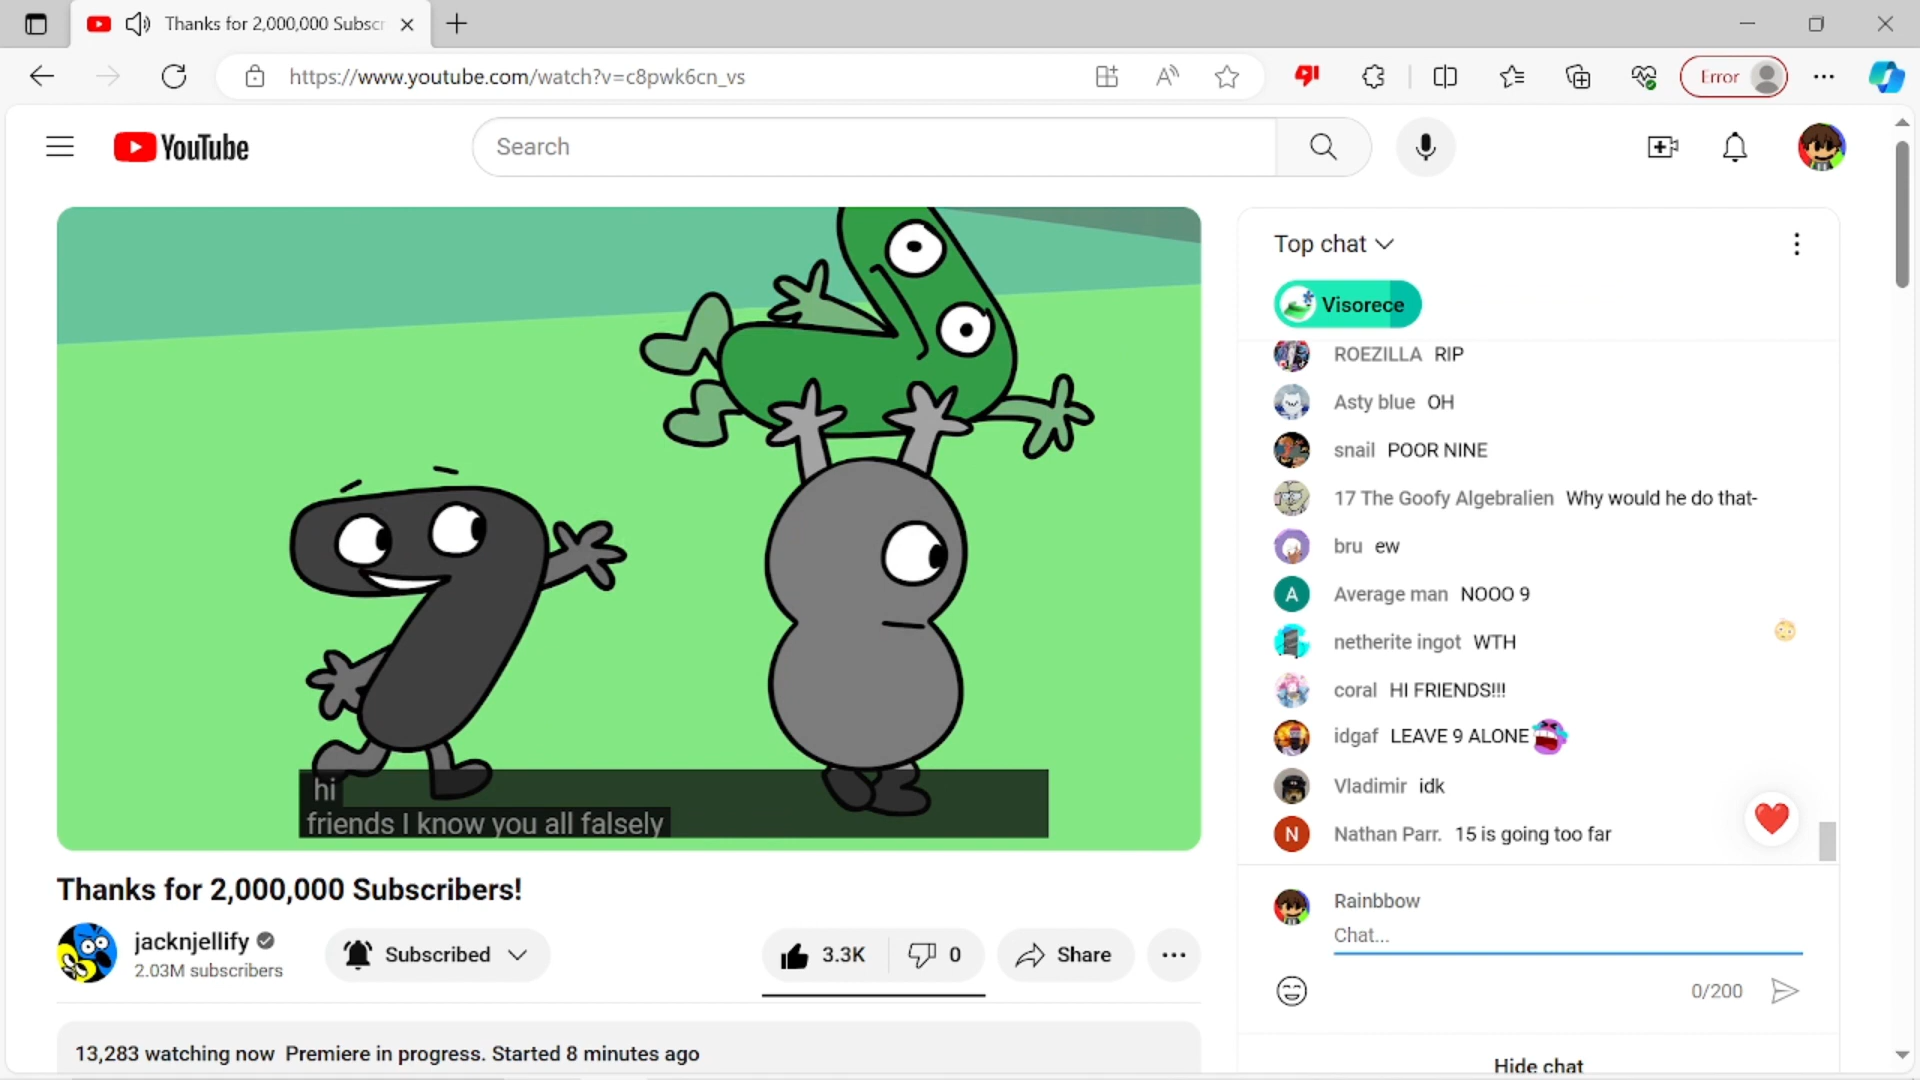 Thanks for 2,000,000 Subscr
https://www.youtube.com/watch?v=c8pwk6cn_vs
Error
YouTube
Search
Top chat
Visorece
ROEZILLA RIP
Asty blue OH
snail POOR NINE
17 The Goofy Algebralien Why would he do that-
bru ew
A Average man NOOO 9
netherite ingot WTH
coral HI FRIENDS!!!
idgaf LEAVE 9 ALONE
Vladimir idk
N Nathan Parr. 15 is going too far
hi
friends I know you all falsely
Thanks for 2,000,000 Subscribers!
jacknjellify
2.03M subscribers
Subscribed
3.3K
0
Share
Rainbbow
Chat...
0/200
13,283 watching now Premiere in progress. Started 8 minutes ago
Hide chat